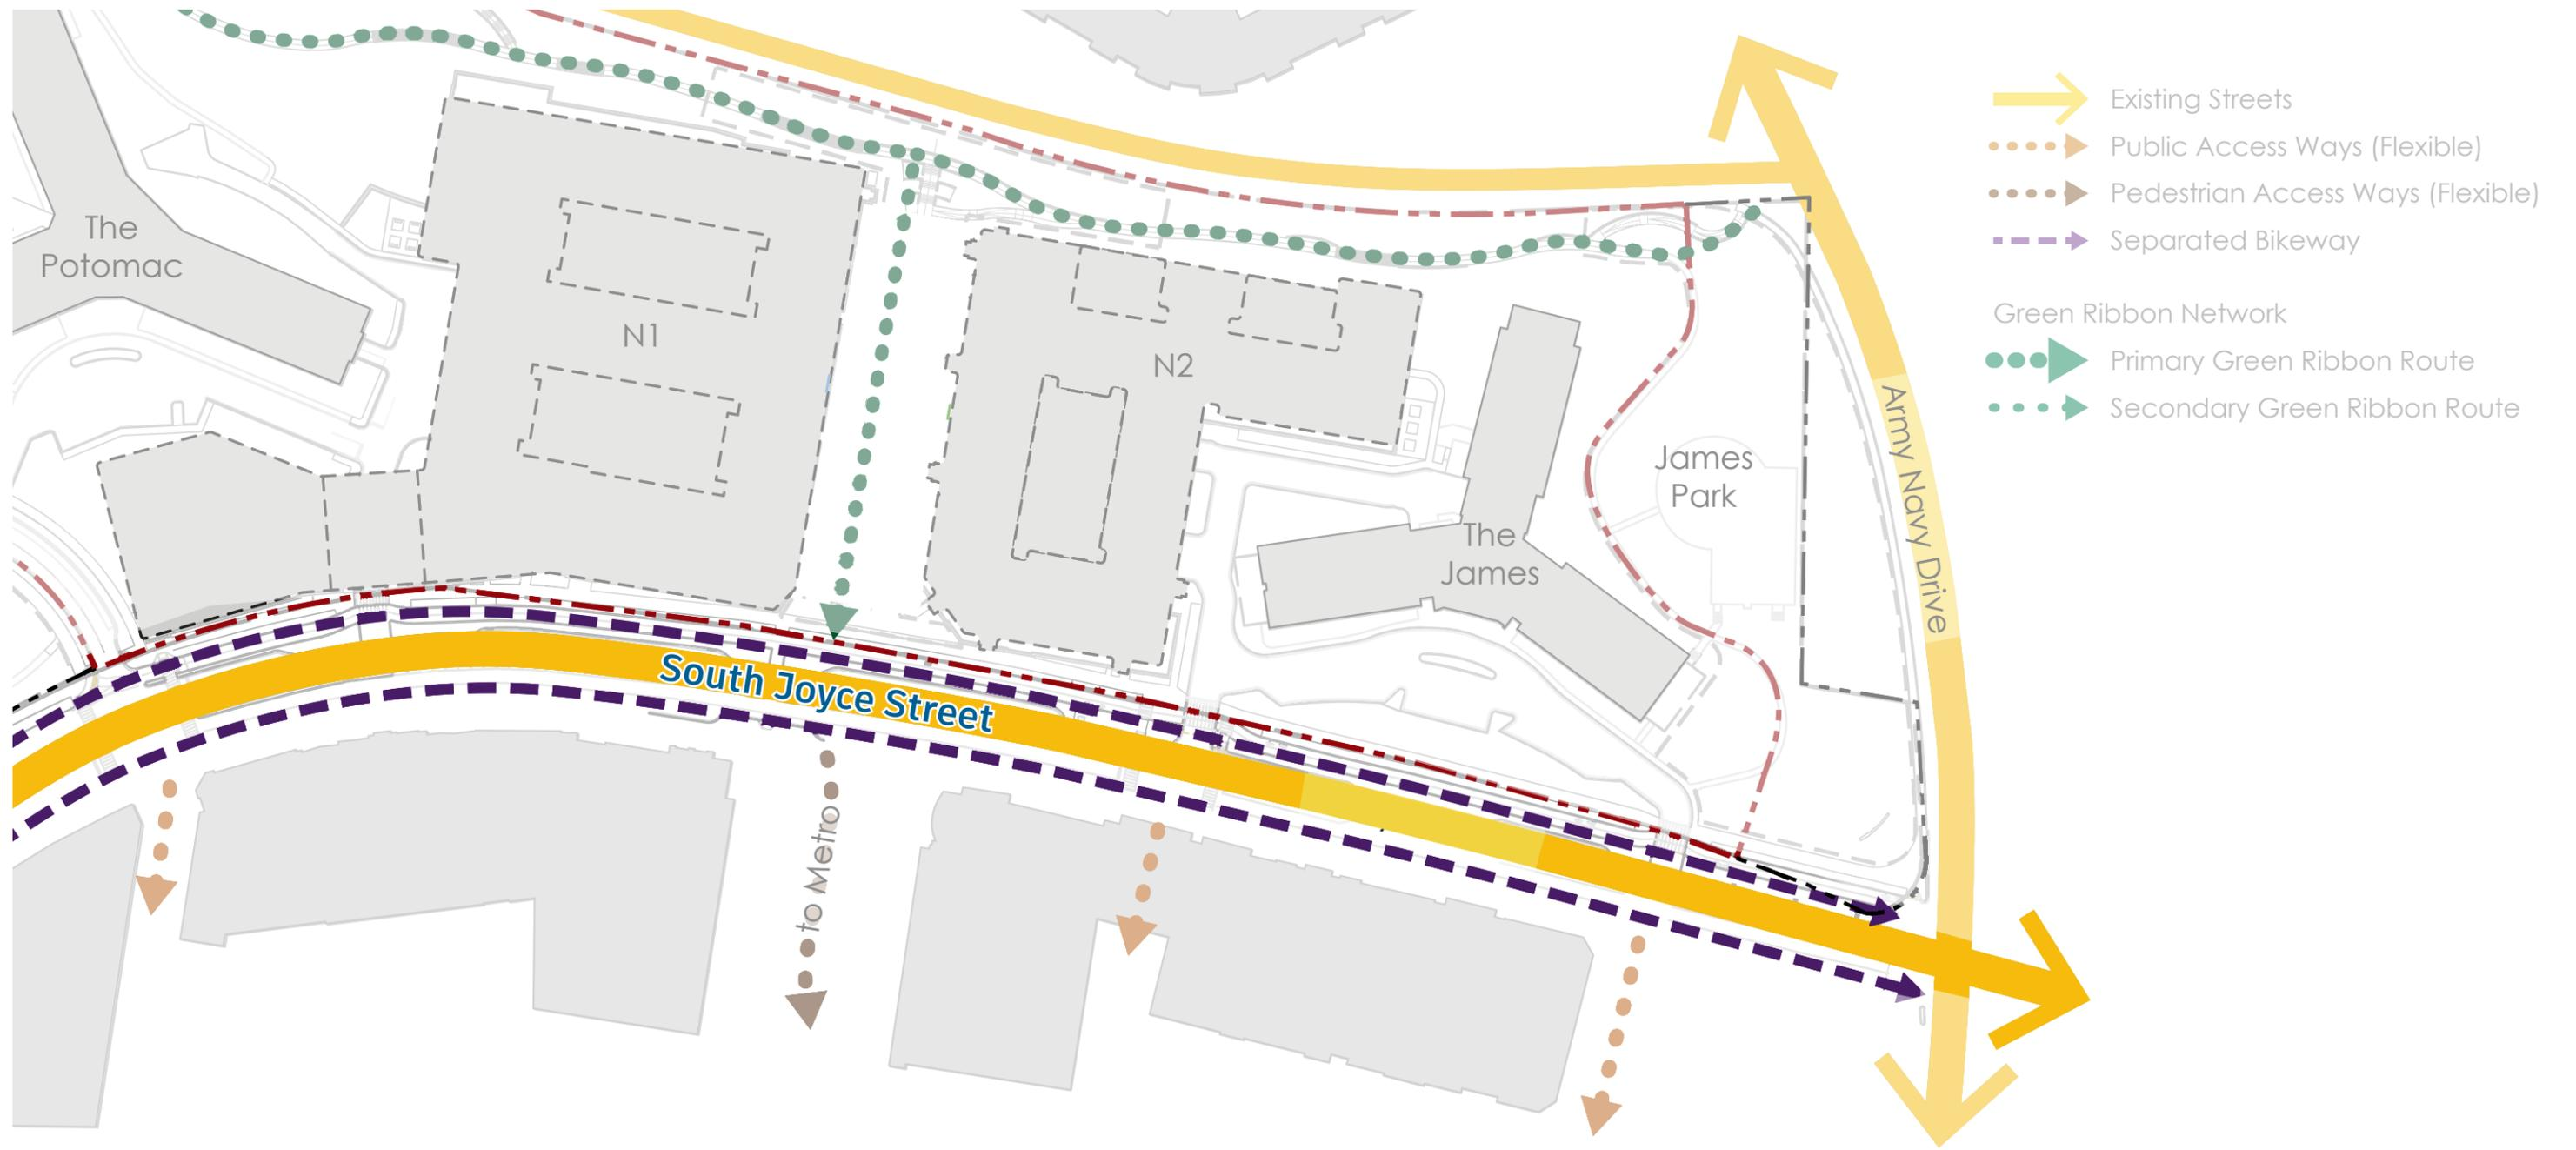 Existing Streets
Public Access Ways (Flexible)
Pedestrian Access Ways (Flexible)
Separated Bikeway
Green Ribbon Network
Primary Green Ribbon Route
Secondary Green Ribbon Route
The
Potomac
N1
N2
The
James
James
Park
Army Navy Drive
South Joyce Street
to Metro